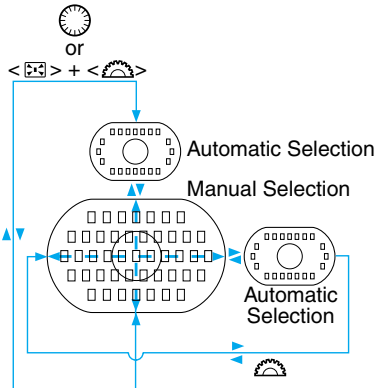 or
< > + < >
Automatic Selection
Manual Selection
Automatic
Selection